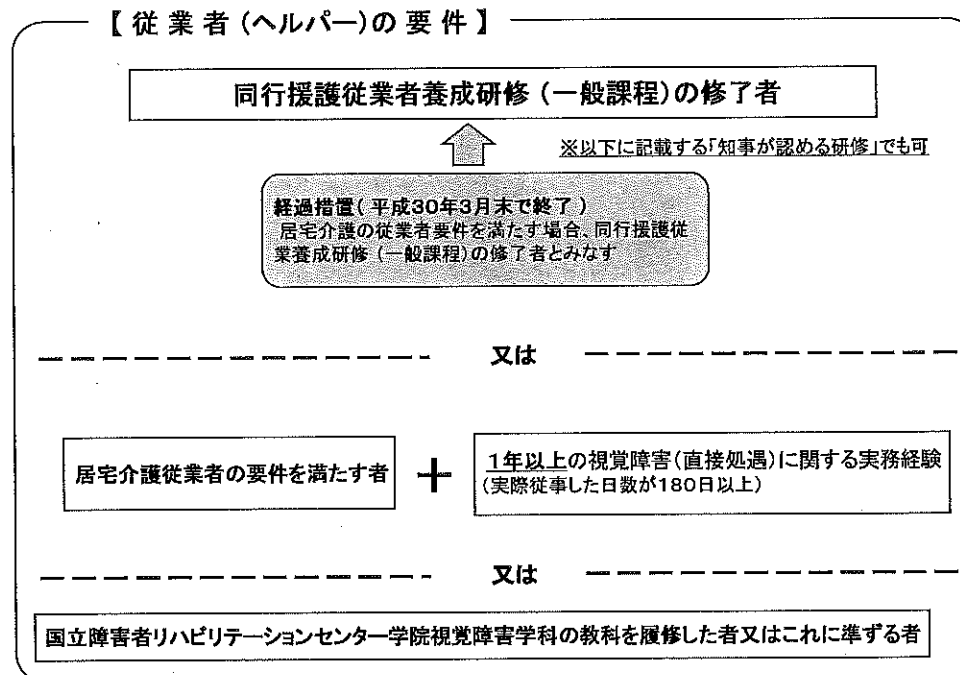 【 従 業 者 (ヘルパー)の 要 件 】
同行援護従業者養成研修 (一般課程)の修了者
※以下に記載する「知事が認める研修」でも可
経過措置( 平成30年3月末で終了 )
居宅介護の従業者要件を満たす場合、同行援護従
業養成研修 (一般課程)の修了者とみなす
又は
居宅介護従業者の要件を満たす者
+
1年以上の視覚障害(直接処遇)に関する実務経験
(実際従事した日数が180日以上)
又は
国立障害者リハビリテーションセンター学院視覚障害学科の教科を履修した者又はこれに準ずる者